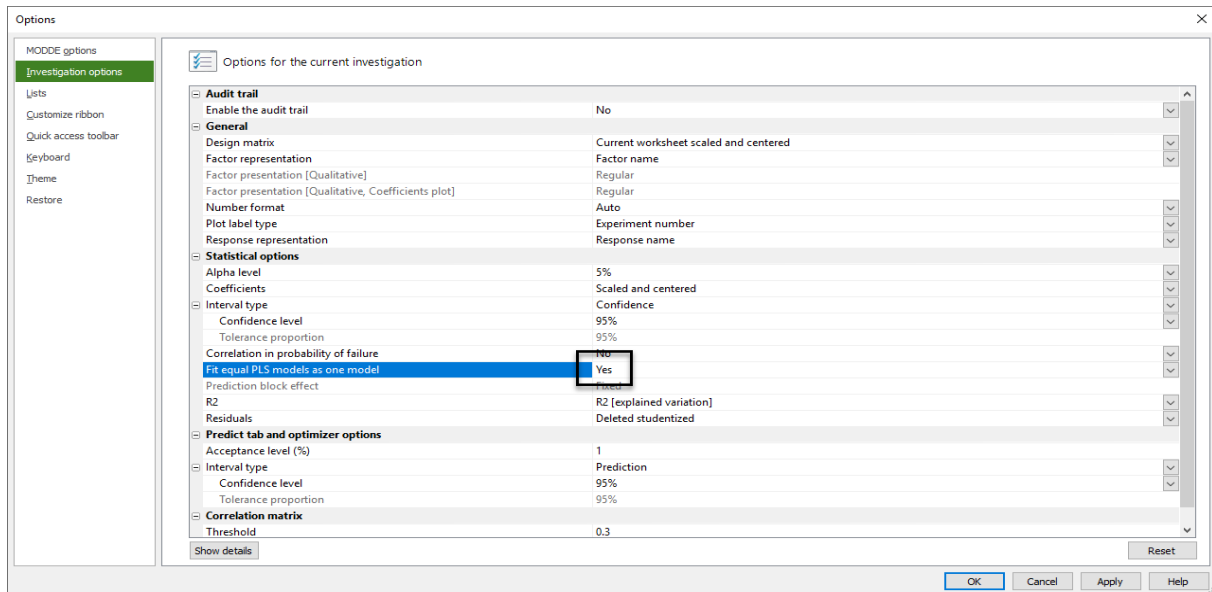 Options
MODDE options
Investigation options
Lists
Customize ribbon
Quick access toolbar
Keyboard
Theme
Restore
Options for the current investigation
Audit trail
Enable the audit trail No
General
Design matrix Current worksheet scaled and centered
Factor representation Factor name
Factor presentation [Qualitative] Regular
Factor presentation [Qualitative, Coefficients plot] Regular
Number format Auto
Plot label type Experiment number
Response representation Response name
Statistical options
Alpha level 5%
Coefficients Scaled and centered
Interval type Confidence
Confidence level 95%
Tolerance proportion 95%
Correlation in probability of failure No
Fit equal PLS models as one model Yes
Prediction block effect Fixed
R2 R2 [explained variation]
Residuals Deleted studentized
Predict tab and optimizer options
Acceptance level (%) 1
Interval type Prediction
Confidence level 95%
Tolerance proportion 95%
Correlation matrix
Threshold 0.3
Show details Reset
OK Cancel Apply Help